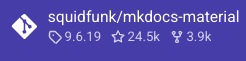 squidfunk/mkdocs-material
9.6.19 24.5k 3.9k